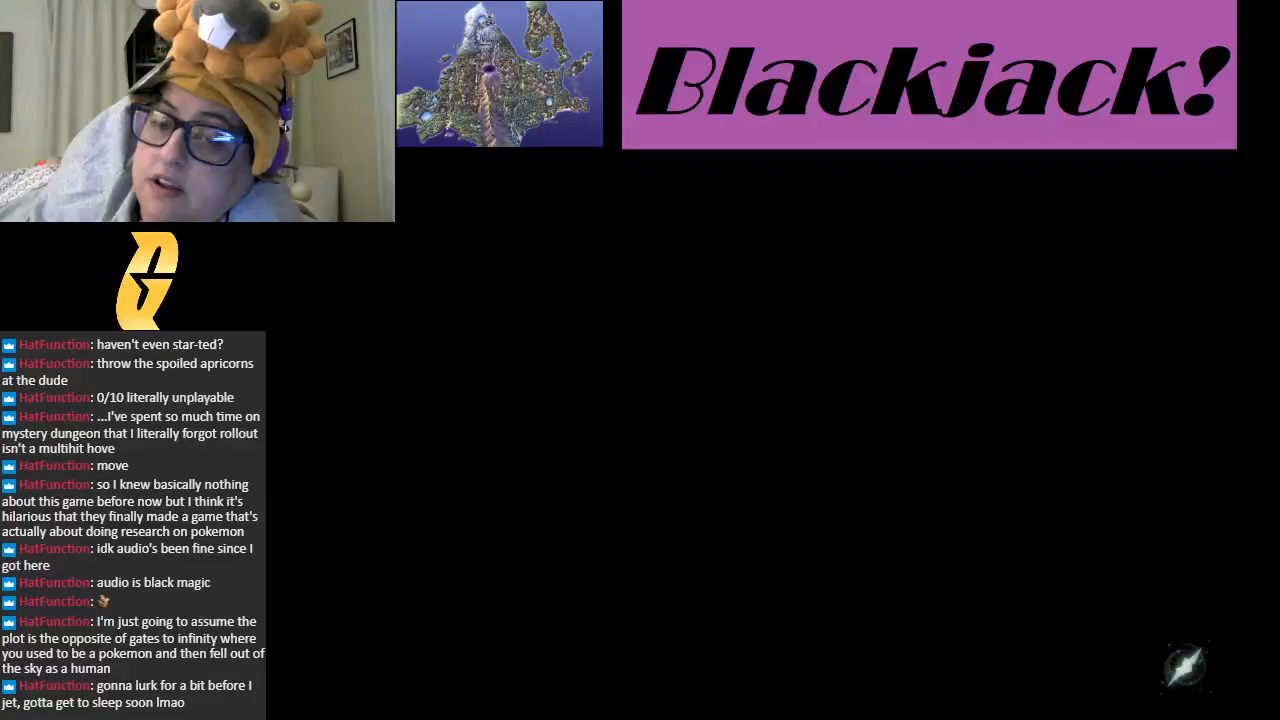 Blackjack!
HatFunction: haven't even star-ted?
HatFunction: throw the spoiled apricorns
at the dude
HatFunction: 0/10 literally unplayable
HatFunction: ...I've spent so much time on
mystery dungeon that I literally forgot rollout
isn't a multihit hove
HatFunction: move
HatFunction: so I knew basically nothing
about this game before now but I think it's
hilarious that they finally made a game that's
actually about doing research on pokemon
HatFunction: idk audio's been fine since I
got here
HatFunction: audio is black magic
HatFunction:
HatFunction: I'm just going to assume the
plot is the opposite of gates to infinity where
you used to be a pokemon and then fell out of
the sky as a human
HatFunction: gonna lurk for a bit before I
jet, gotta get to sleep soon lmao